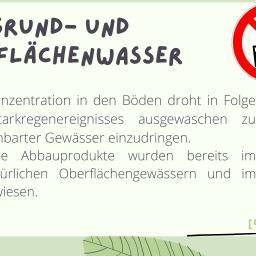 GRUND- UND
FLÄCHENWASSER
nzentration in den Böden droht in Folge
tarkregenereignisses ausgewaschen zu
nbarter Gewässer einzudringen.
e Abbauprodukte wurden bereits im
ürlichen Oberflächengewässern und im
wiesen.